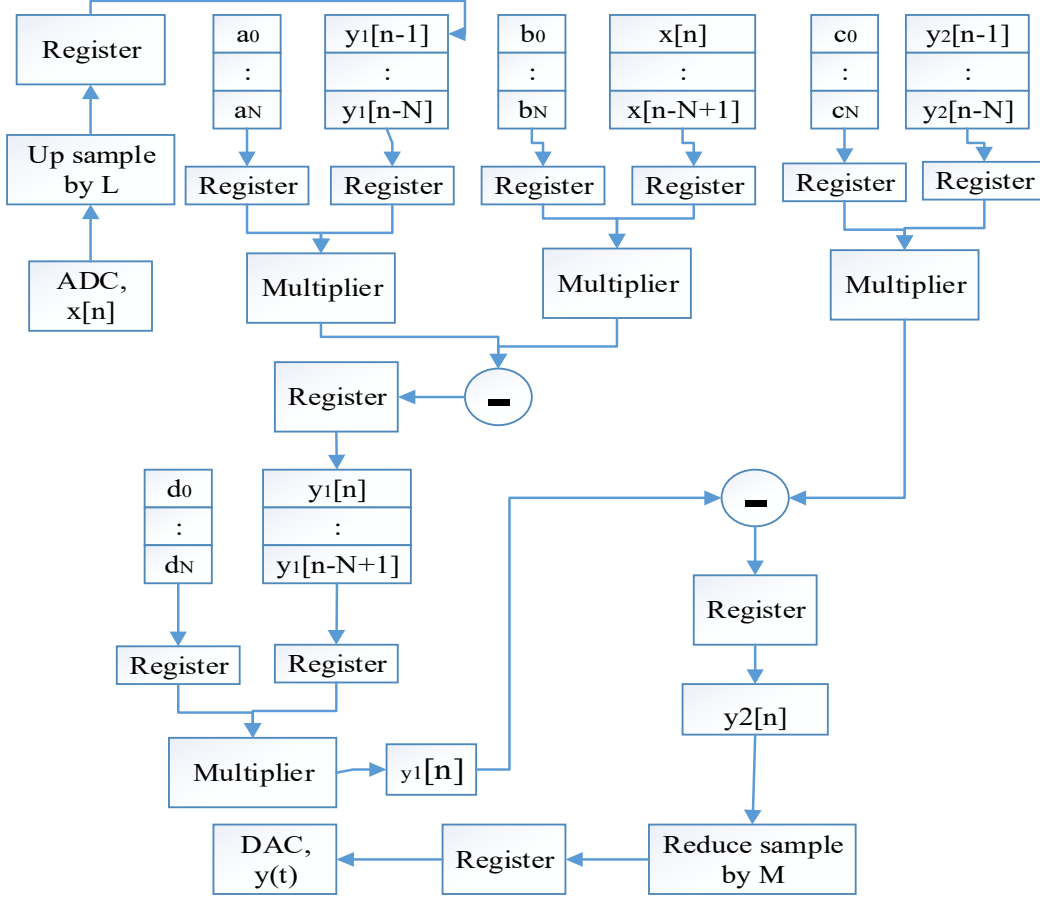 Register
a0
:
aN
y1[n-1]
:
y1[n-N]
b0
:
bN
x[n]
:
x[n-N+1]
c0
:
cN
y2[n-1]
:
y2[n-N]
Up sample
by L
Register
Register
Register
Register
Register
Register
ADC,
x[n]
Multiplier
Multiplier
Multiplier
Register
-
d0
:
dN
y1[n]
:
y1[n-N+1]
-
Register
Register
Register
y2[n]
Multiplier
y1[n]
DAC,
y(t)
Register
Reduce sample
by M